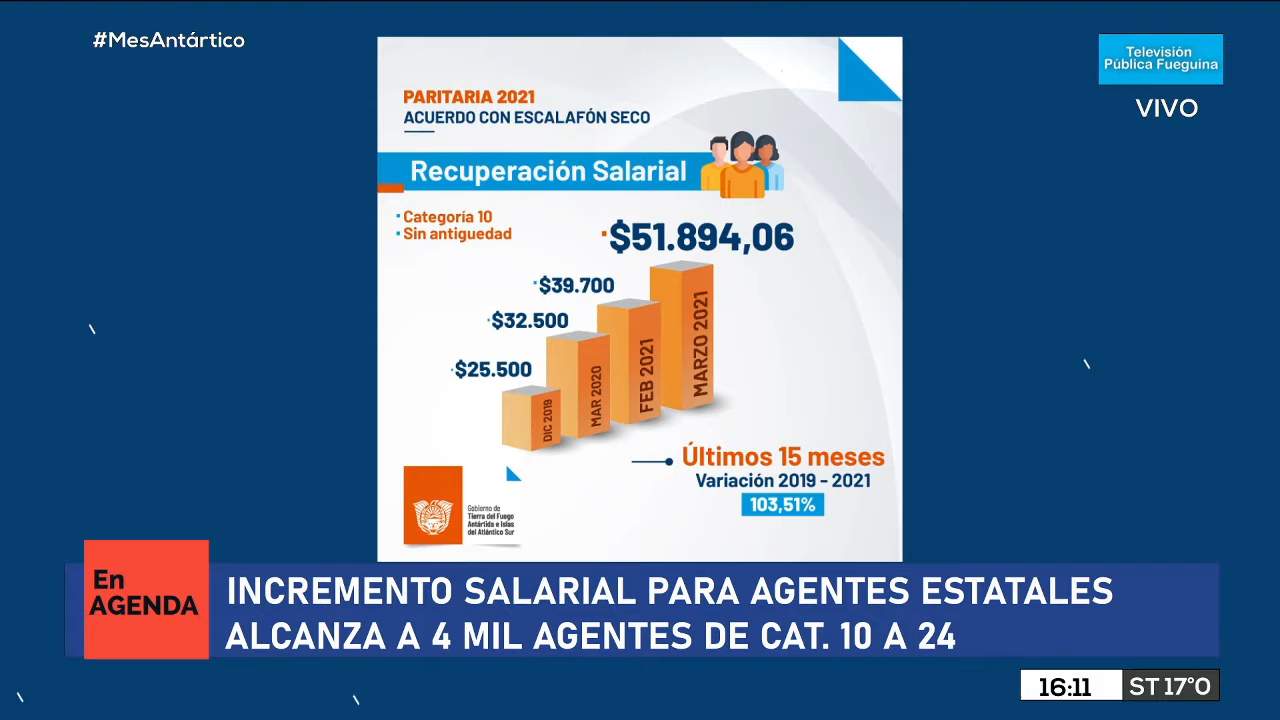 #MesAntártico
Televisión
Pública Fueguina
VIVO
PARITARIA 2021
ACUERDO CON ESCALAFÓN SECO
Recuperación Salarial
Categoría 10
Sin antiguedad
$51.894,06
$39.700
$32.500
$25.500
DIC 2019
MAR 2020
FEB 2021
MARZO 2021
Últimos 15 meses
Variación 2019 - 2021
103,51%
Gobierno de
Tierra del Fuego
Antártida e Islas
del Atlántico Sur
En
AGENDA
INCREMENTO SALARIAL PARA AGENTES ESTATALES
ALCANZA A 4 MIL AGENTES DE CAT. 10 A 24
16:11 ST 17°0